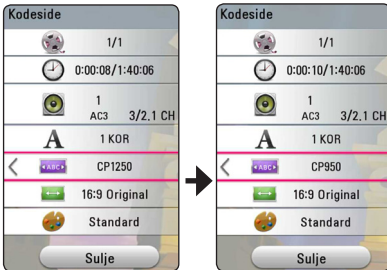 Kodeside
1/1
0:00:08/1:40:06
1
AC3 3/2.1 CH
A 1 KOR
ABC CP1250
16:9 Original
Standard
Sulje
Kodeside
1/1
0:00:10/1:40:06
1
AC3 3/2.1 CH
A 1 KOR
ABC CP950
16:9 Original
Standard
Sulje